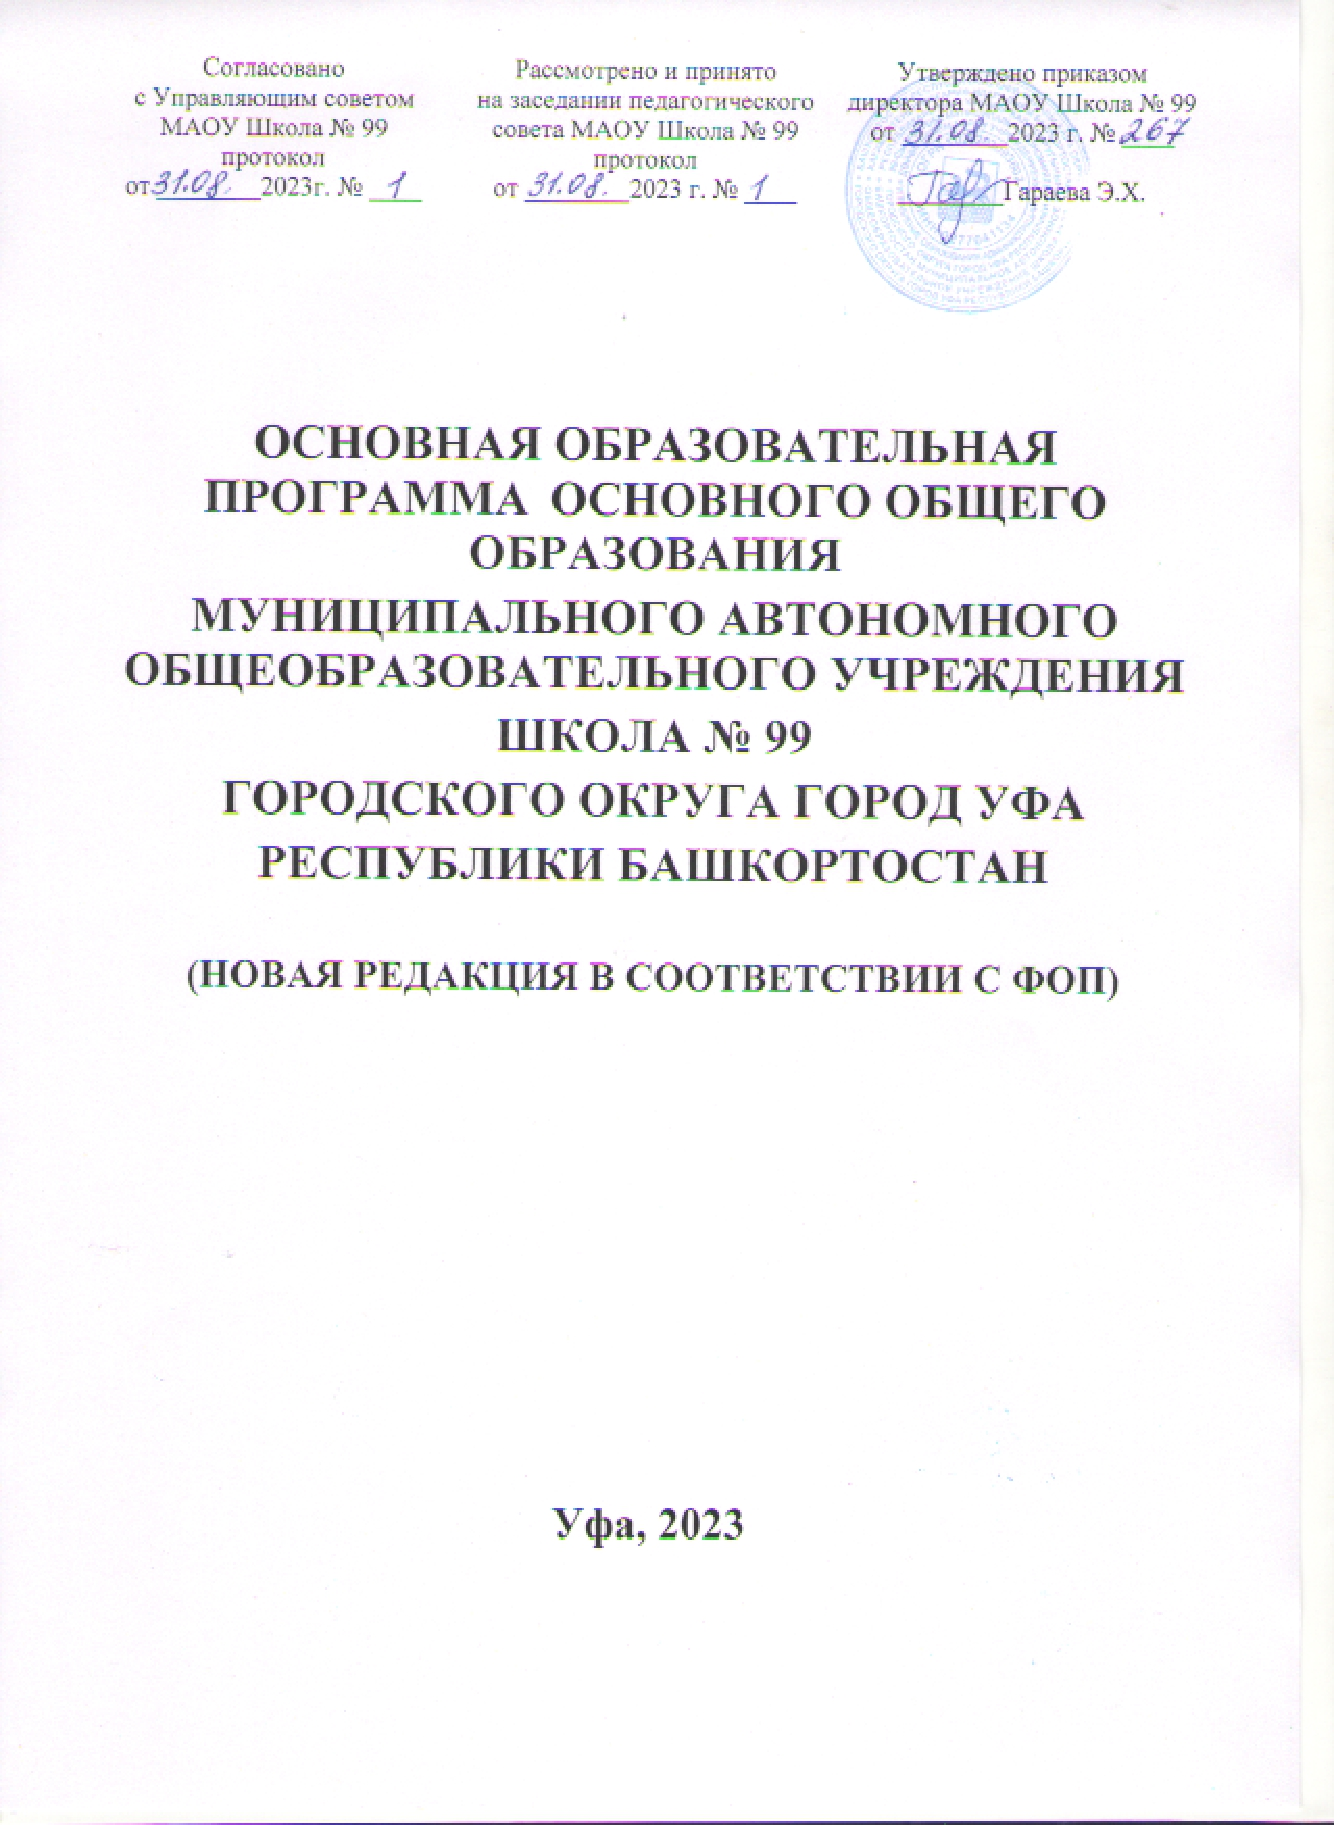 Согласовано
с Управляющим советом
МАОУ Школа № 99
протокол
от 31.08. 2023г. № 1
Рассмотрено и принято
на заседании педагогического
совета МАОУ Школа № 99
протокол
от 31.08. 2023 г. № 1
Утверждено приказом
директора МАОУ Школа № 99
от 31.08. 2023 г. № 267
Гараева Э.Х.
ОСНОВНАЯ ОБРАЗОВАТЕЛЬНАЯ
ПРОГРАММА ОСНОВНОГО ОБЩЕГО
ОБРАЗОВАНИЯ
МУНИЦИПАЛЬНОГО АВТОНОМНОГО
ОБЩЕОБРАЗОВАТЕЛЬНОГО УЧРЕЖДЕНИЯ
ШКОЛА № 99
ГОРОДСКОГО ОКРУГА ГОРОД УФА
РЕСПУБЛИКИ БАШКОРТОСТАН
(НОВАЯ РЕДАКЦИЯ В СООТВЕТСТВИИ С ФОП)
Уфа, 2023